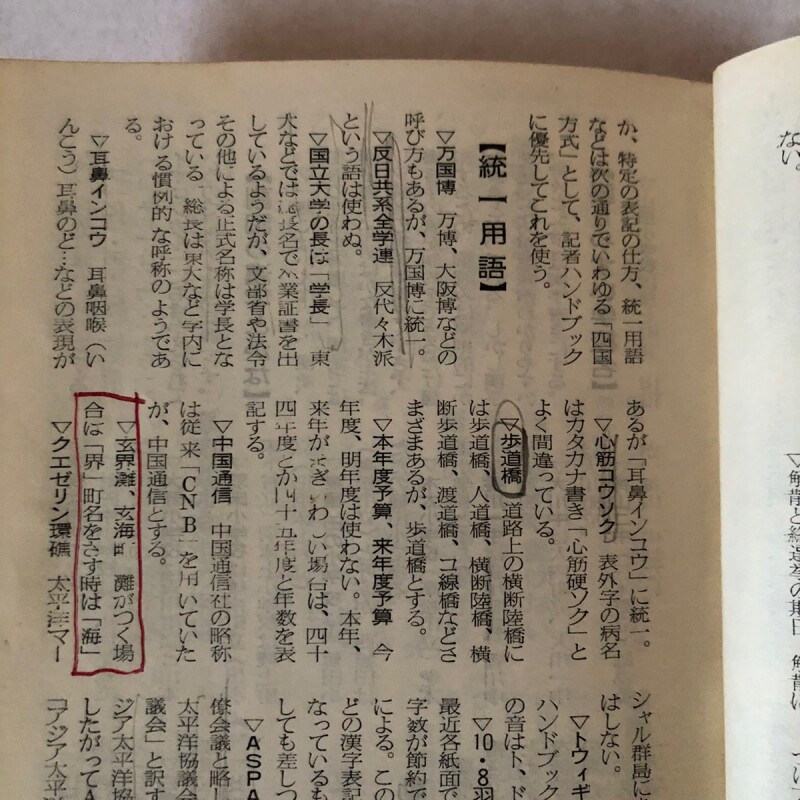 か、特定の表記の仕方、統一用語
などは次の通りでいわゆる「四国
方式」として、記者ハンドブック
に優先してこれを使う。
【統一用語】
▽万国博　万博、大阪博などの
呼び方もあるが、万国博に統一。
▽反日共系全学連　反代々木派
という語は使わぬ。
▽国立大学の長は「学長」　東
大などでは総長名で卒業証書を出
しているようだが、文部省や法令
その他による正式名称は学長とな
っている。総長は東大など学内に
おける慣例的な呼称のようであ
る。
▽耳鼻インコウ　耳鼻咽喉（い
んこう）耳鼻のど…などの表現が
あるが「耳鼻インコウ」に統一。
▽心筋コウソク　表外字の病名
はカタカナ書き「心筋硬ソク」と
よく間違っている。
▽歩道橋　道路上の横断陸橋に
は歩道橋、人道橋、横断陸橋、横
断歩道橋、渡道橋、コ線橋などさ
まざまあるが、歩道橋とする。
▽本年度予算、来年度予算　今
年度、明年度は使わない。本年、
来年がまぎらわしい場合は、四十
四年度とか四十五年度と年数を表
記する。
▽中国通信　中国通信社の略称
は従来「CNB」を用いていた
が、中国通信とする。
▽玄界灘、玄海町　灘がつく場
合は「界」町名をさす時は「海」
▽クエゼリン環礁　太平洋マー
シャル群島に
はしない。
▽トウィギ
ハンドブック
の音はト、ド
▽10・8羽
最近各紙面で
字数が節約で
による。この
どの漢字表記
なっているも
しても差しつ
▽ASPA
僚会議と略し
太平洋協議会
議会」と訳す
ジア太平洋協
したがってA
「アジア太平
ない。
▽解散と総選挙の期日　解散は